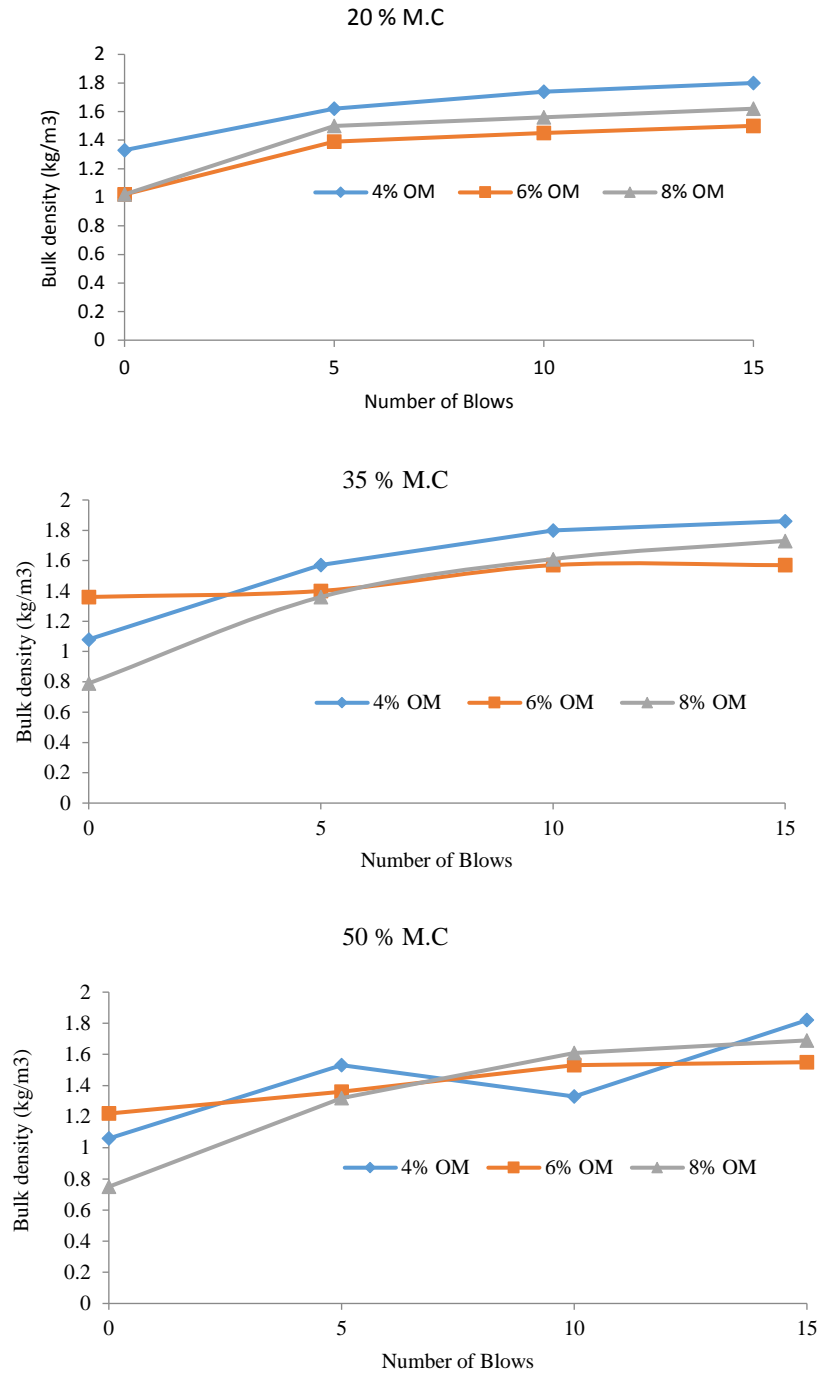 20 % M.C
2
1.8
1.6
1.4
1.2
1
0.8
0.6
0.4
0.2
0
Bulk density (kg/m3)
4% OM 6% OM 8% OM
0 5 10 15
Number of Blows
35 % M.C
2
1.8
1.6
1.4
1.2
1
0.8
0.6
0.4
0.2
0
Bulk density (kg/m3)
4% OM 6% OM 8% OM
0 5 10 15
Number of Blows
50 % M.C
2
1.8
1.6
1.4
1.2
1
0.8
0.6
0.4
0.2
0
Bulk density (kg/m3)
4% OM 6% OM 8% OM
0 5 10 15
Number of Blows